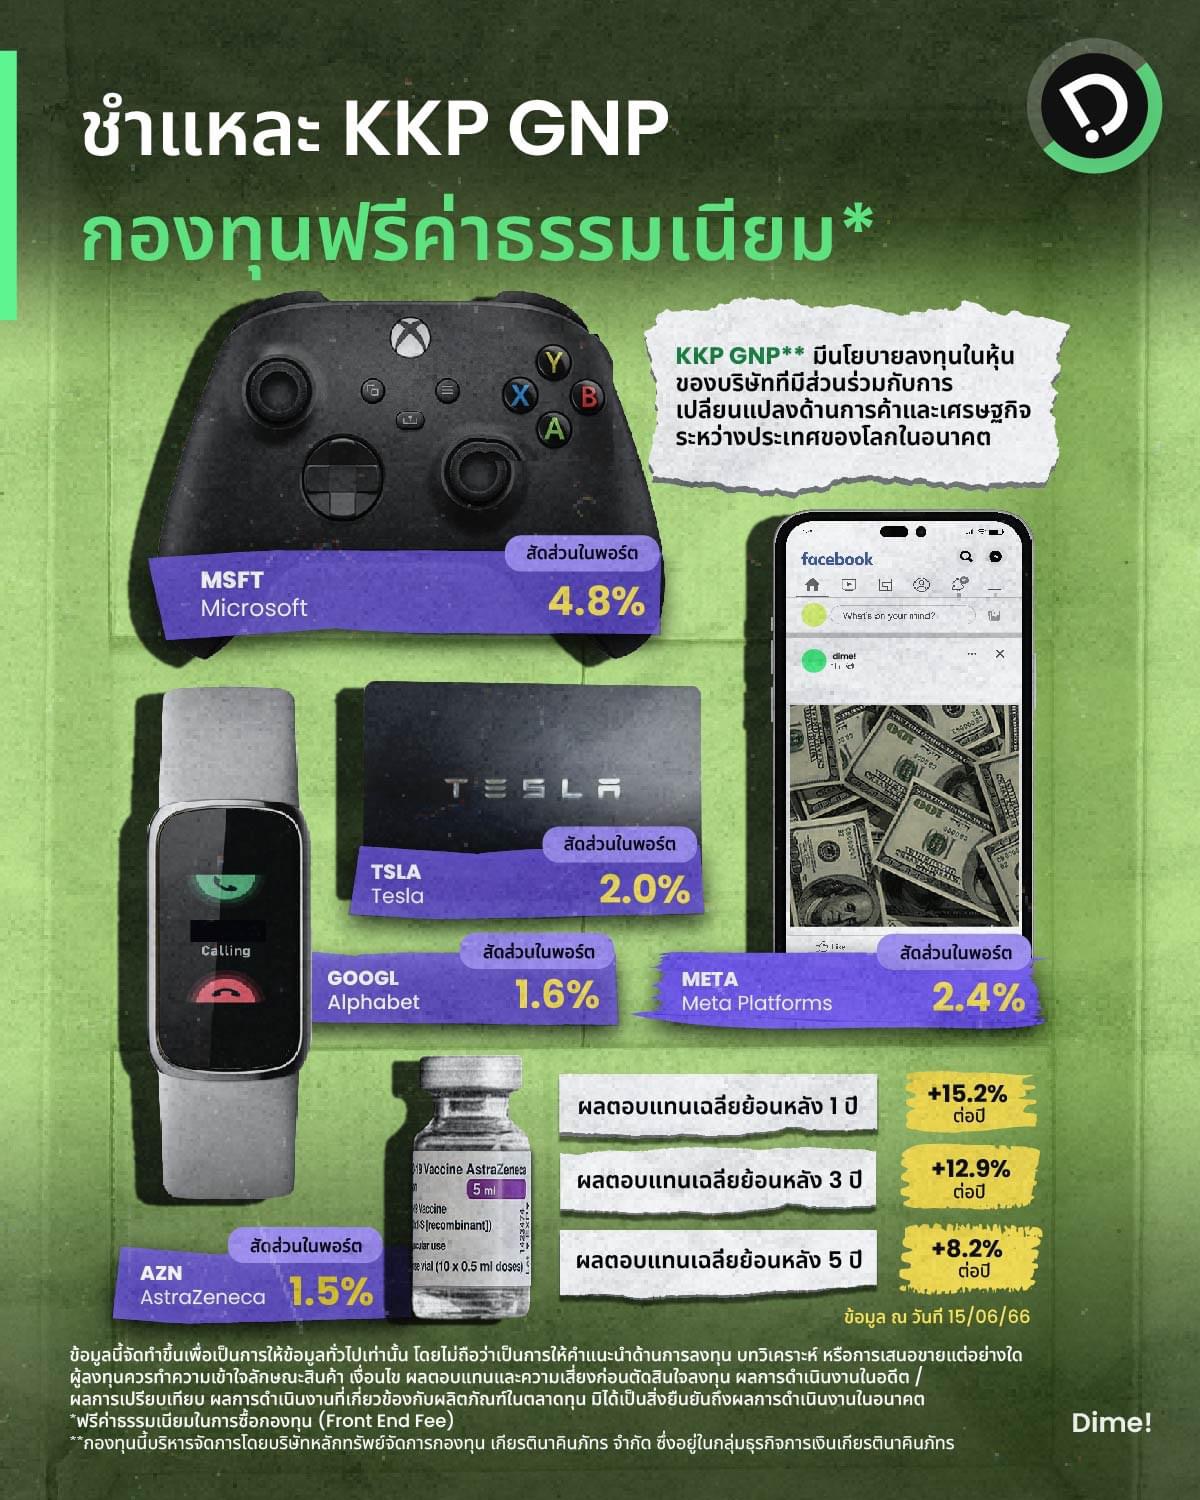 ชำแหละ KKP GNP
กองทุนฟรีค่าธรรมเนียม*
KKP GNP** มีนโยบายลงทุนในหุ้น
ของบริษัทที่มีส่วนร่วมกับการ
เปลี่ยนแปลงด้านการค้าและเศรษฐกิจ
ระหว่างประเทศของโลกในอนาคต
Y
X B
A
สัดส่วนในพอร์ต
MSFT
Microsoft
4.8%
facebook
What's on your mind?
dime!
Like
TESLA
สัดส่วนในพอร์ต
TSLA
Tesla
2.0%
Calling
สัดส่วนในพอร์ต
GOOGL
Alphabet
1.6%
สัดส่วนในพอร์ต
META
Meta Platforms
2.4%
19 Vaccine AstraZeneca
5 ml
Vaccine
[recombinant])
use
vial (10 x 0.5 ml doses)
1423474
สัดส่วนในพอร์ต
AZN
AstraZeneca
1.5%
ผลตอบแทนเฉลี่ยย้อนหลัง 1 ปี
+15.2%
ต่อปี
ผลตอบแทนเฉลี่ยย้อนหลัง 3 ปี
+12.9%
ต่อปี
ผลตอบแทนเฉลี่ยย้อนหลัง 5 ปี
+8.2%
ต่อปี
ข้อมูล ณ วันที่ 15/06/66
ข้อมูลนี้จัดทำขึ้นเพื่อเป็นการให้ข้อมูลทั่วไปเท่านั้น โดยไม่ถือว่าเป็นการให้คำแนะนำด้านการลงทุน บทวิเคราะห์ หรือการเสนอขายแต่อย่างใด
ผู้ลงทุนควรทำความเข้าใจลักษณะสินค้า เงื่อนไข ผลตอบแทนและความเสี่ยงก่อนตัดสินใจลงทุน ผลการดำเนินงานในอดีต /
ผลการเปรียบเทียบ ผลการดำเนินงานที่เกี่ยวข้องกับผลิตภัณฑ์ในตลาดทุน มิได้เป็นสิ่งยืนยันถึงผลการดำเนินงานในอนาคต
*ฟรีค่าธรรมเนียมในการซื้อกองทุน (Front End Fee)
**กองทุนนี้บริหารจัดการโดยบริษัทหลักทรัพย์จัดการกองทุน เกียรตินาคินภัทร จำกัด ซึ่งอยู่ในกลุ่มธุรกิจการเงินเกียรตินาคินภัทร
Dime!